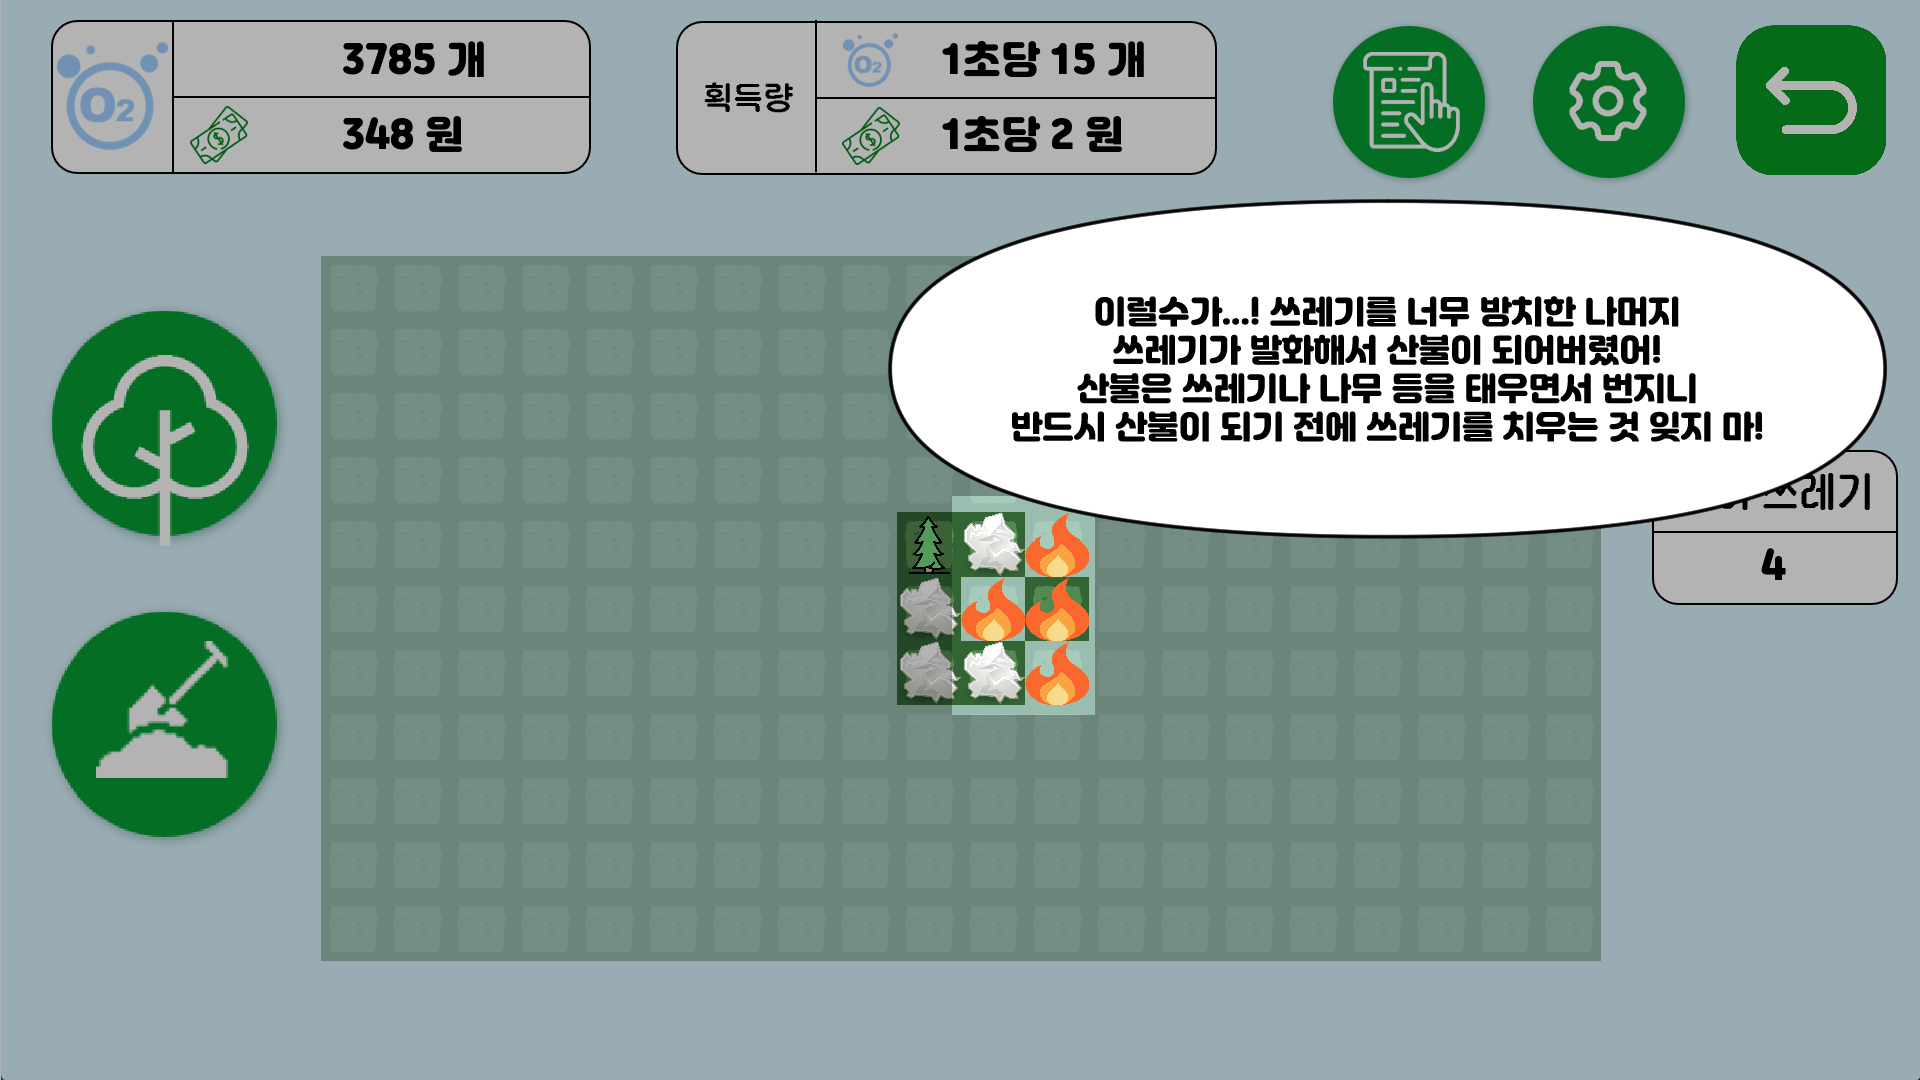 O2
3785 개
348 원
획득량
O2
1초당 15 개
1초당 2 원
이럴수가...! 쓰레기를 너무 방치한 나머지
쓰레기가 발화해서 산불이 되어버렸어!
산불은 쓰레기나 나무 등을 태우면서 번지니
반드시 산불이 되기 전에 쓰레기를 치우는 것 잊지 마!
쓰레기
4